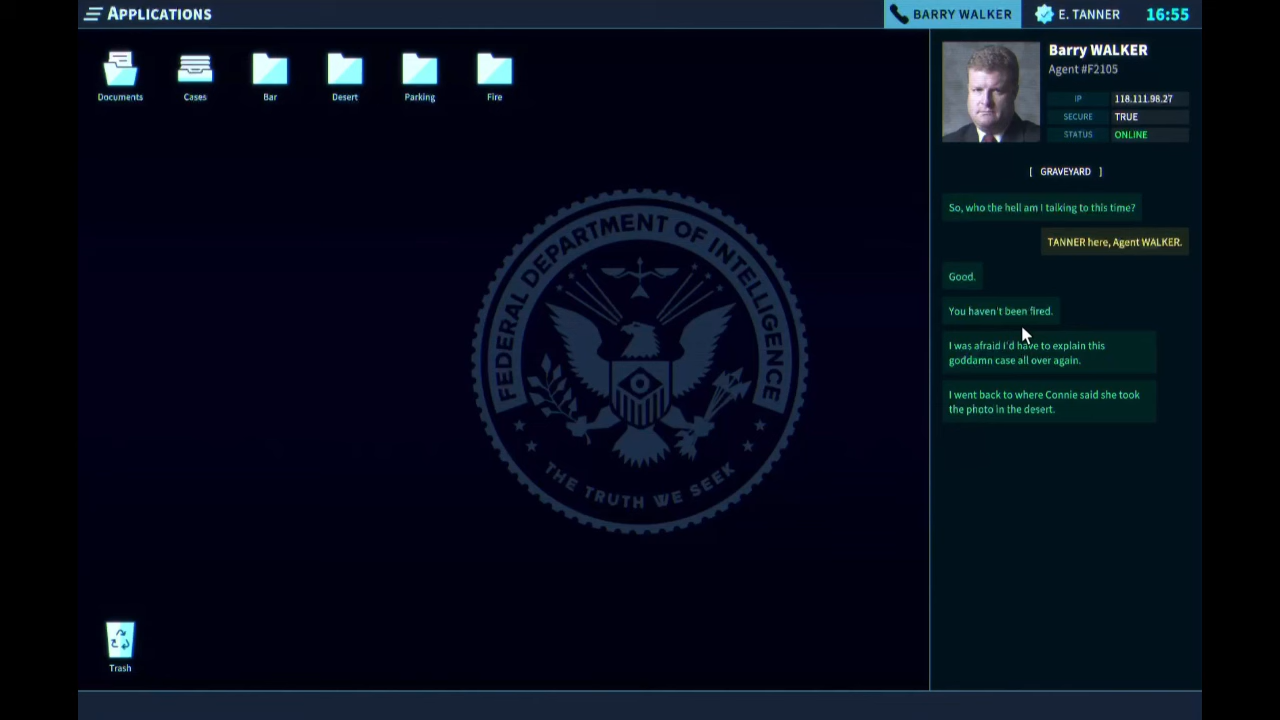 APPLICATIONS
BARRY WALKER
E. TANNER
16:55
Documents
Cases
Bar
Desert
Parking
Fire
Trash
FEDERAL DEPARTMENT OF INTELLIGENCE
THE TRUTH WE SEEK
Barry WALKER
Agent #F2105
IP 118.111.98.27
SECURE TRUE
STATUS ONLINE
[ GRAVEYARD ]
So, who the hell am I talking to this time?
TANNER here, Agent WALKER.
Good.
You haven't been fired.
I was afraid i'd have to explain this
goddamn case all over again.
I went back to where Connie said she took
the photo in the desert.